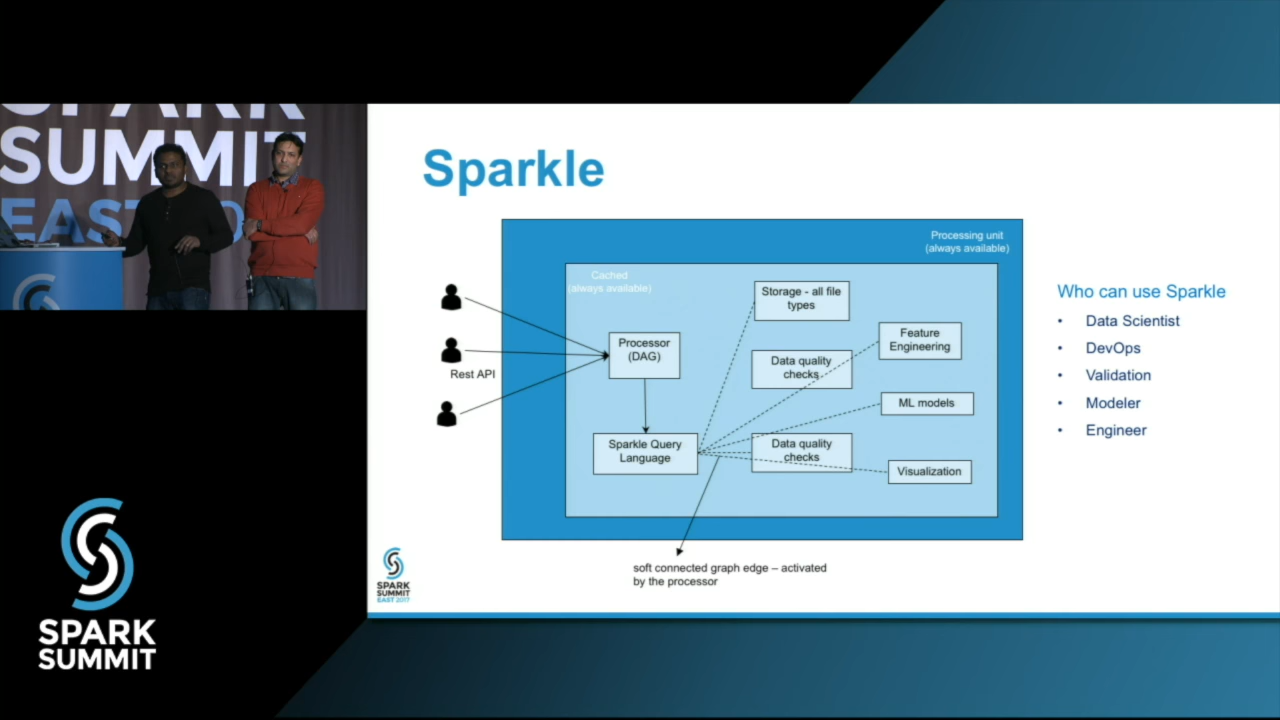 SPARK
SUMMIT
EAST 20
Sparkle
Processing unit
(always available)
Cached
(always available)
Storage - all file
types
Processor
(DAG)
Feature
Engineering
Data quality
checks
Rest API
ML models
Sparkle Query
Language
Data quality
checks
Visualization
soft connected graph edge – activated
by the processor
Who can use Sparkle
• Data Scientist
• DevOps
• Validation
• Modeler
• Engineer
SPARK
SUMMIT
EAST 2017
SPARK
SUMMIT